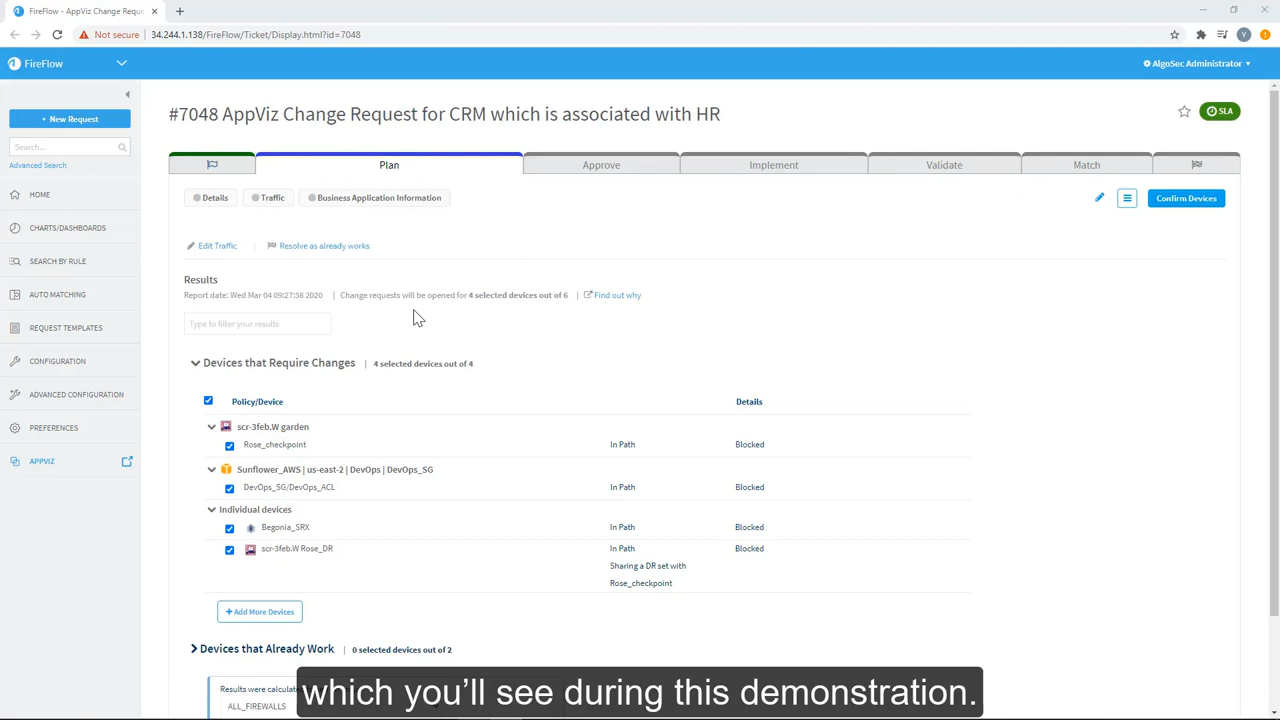 FireFlow - AppViz Change Request
Not secure 34.244.1.138/FireFlow/Ticket/Display.html?id=7048
Y
FireFlow
AlgoSec Administrator
+ New Request
Search...
Advanced Search
HOME
CHARTS/DASHBOARDS
SEARCH BY RULE
AUTO MATCHING
REQUEST TEMPLATES
CONFIGURATION
ADVANCED CONFIGURATION
PREFERENCES
APPVIZ
#7048 AppViz Change Request for CRM which is associated with HR
SLA
Plan Approve Implement Validate Match
Details Traffic Business Application Information
Confirm Devices
Edit Traffic | Resolve as already works
Results
Report date: Wed Mar 04 09:27:36 2020 | Change requests will be opened for 4 selected devices out of 6 | Find out why
Type to filter your results
Devices that Require Changes | 4 selected devices out of 4
Policy/Device Details
scr-3feb.W garden
Rose_checkpoint In Path Blocked
Sunflower_AWS | us-east-2 | DevOps | DevOps_SG
DevOps_SG/DevOps_ACL In Path Blocked
Individual devices
Begonia_SRX In Path Blocked
scr-3feb.W Rose_DR In Path Blocked
Sharing a DR set with
Rose_checkpoint
+ Add More Devices
Devices that Already Work | 0 selected devices out of 2
Results were calculate
ALL_FIREWALLS
which you'll see during this demonstration.